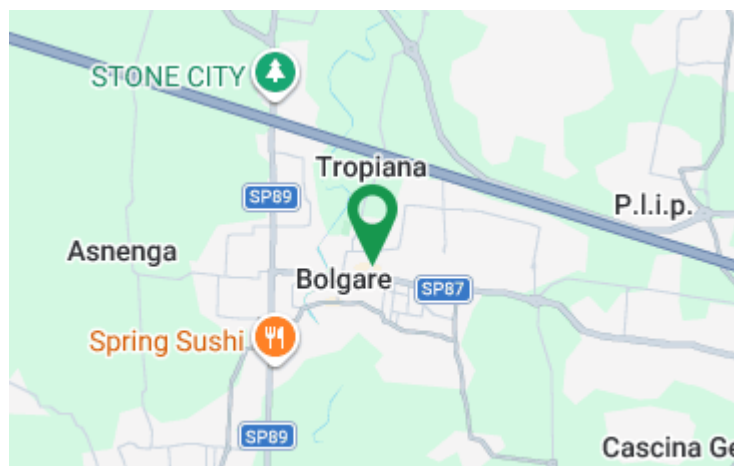 STONE CITY
Tropiana
SP89
P.l.i.p.
Asnenga
Bolgare
SP87
Spring Sushi
SP89
Cascina Ge